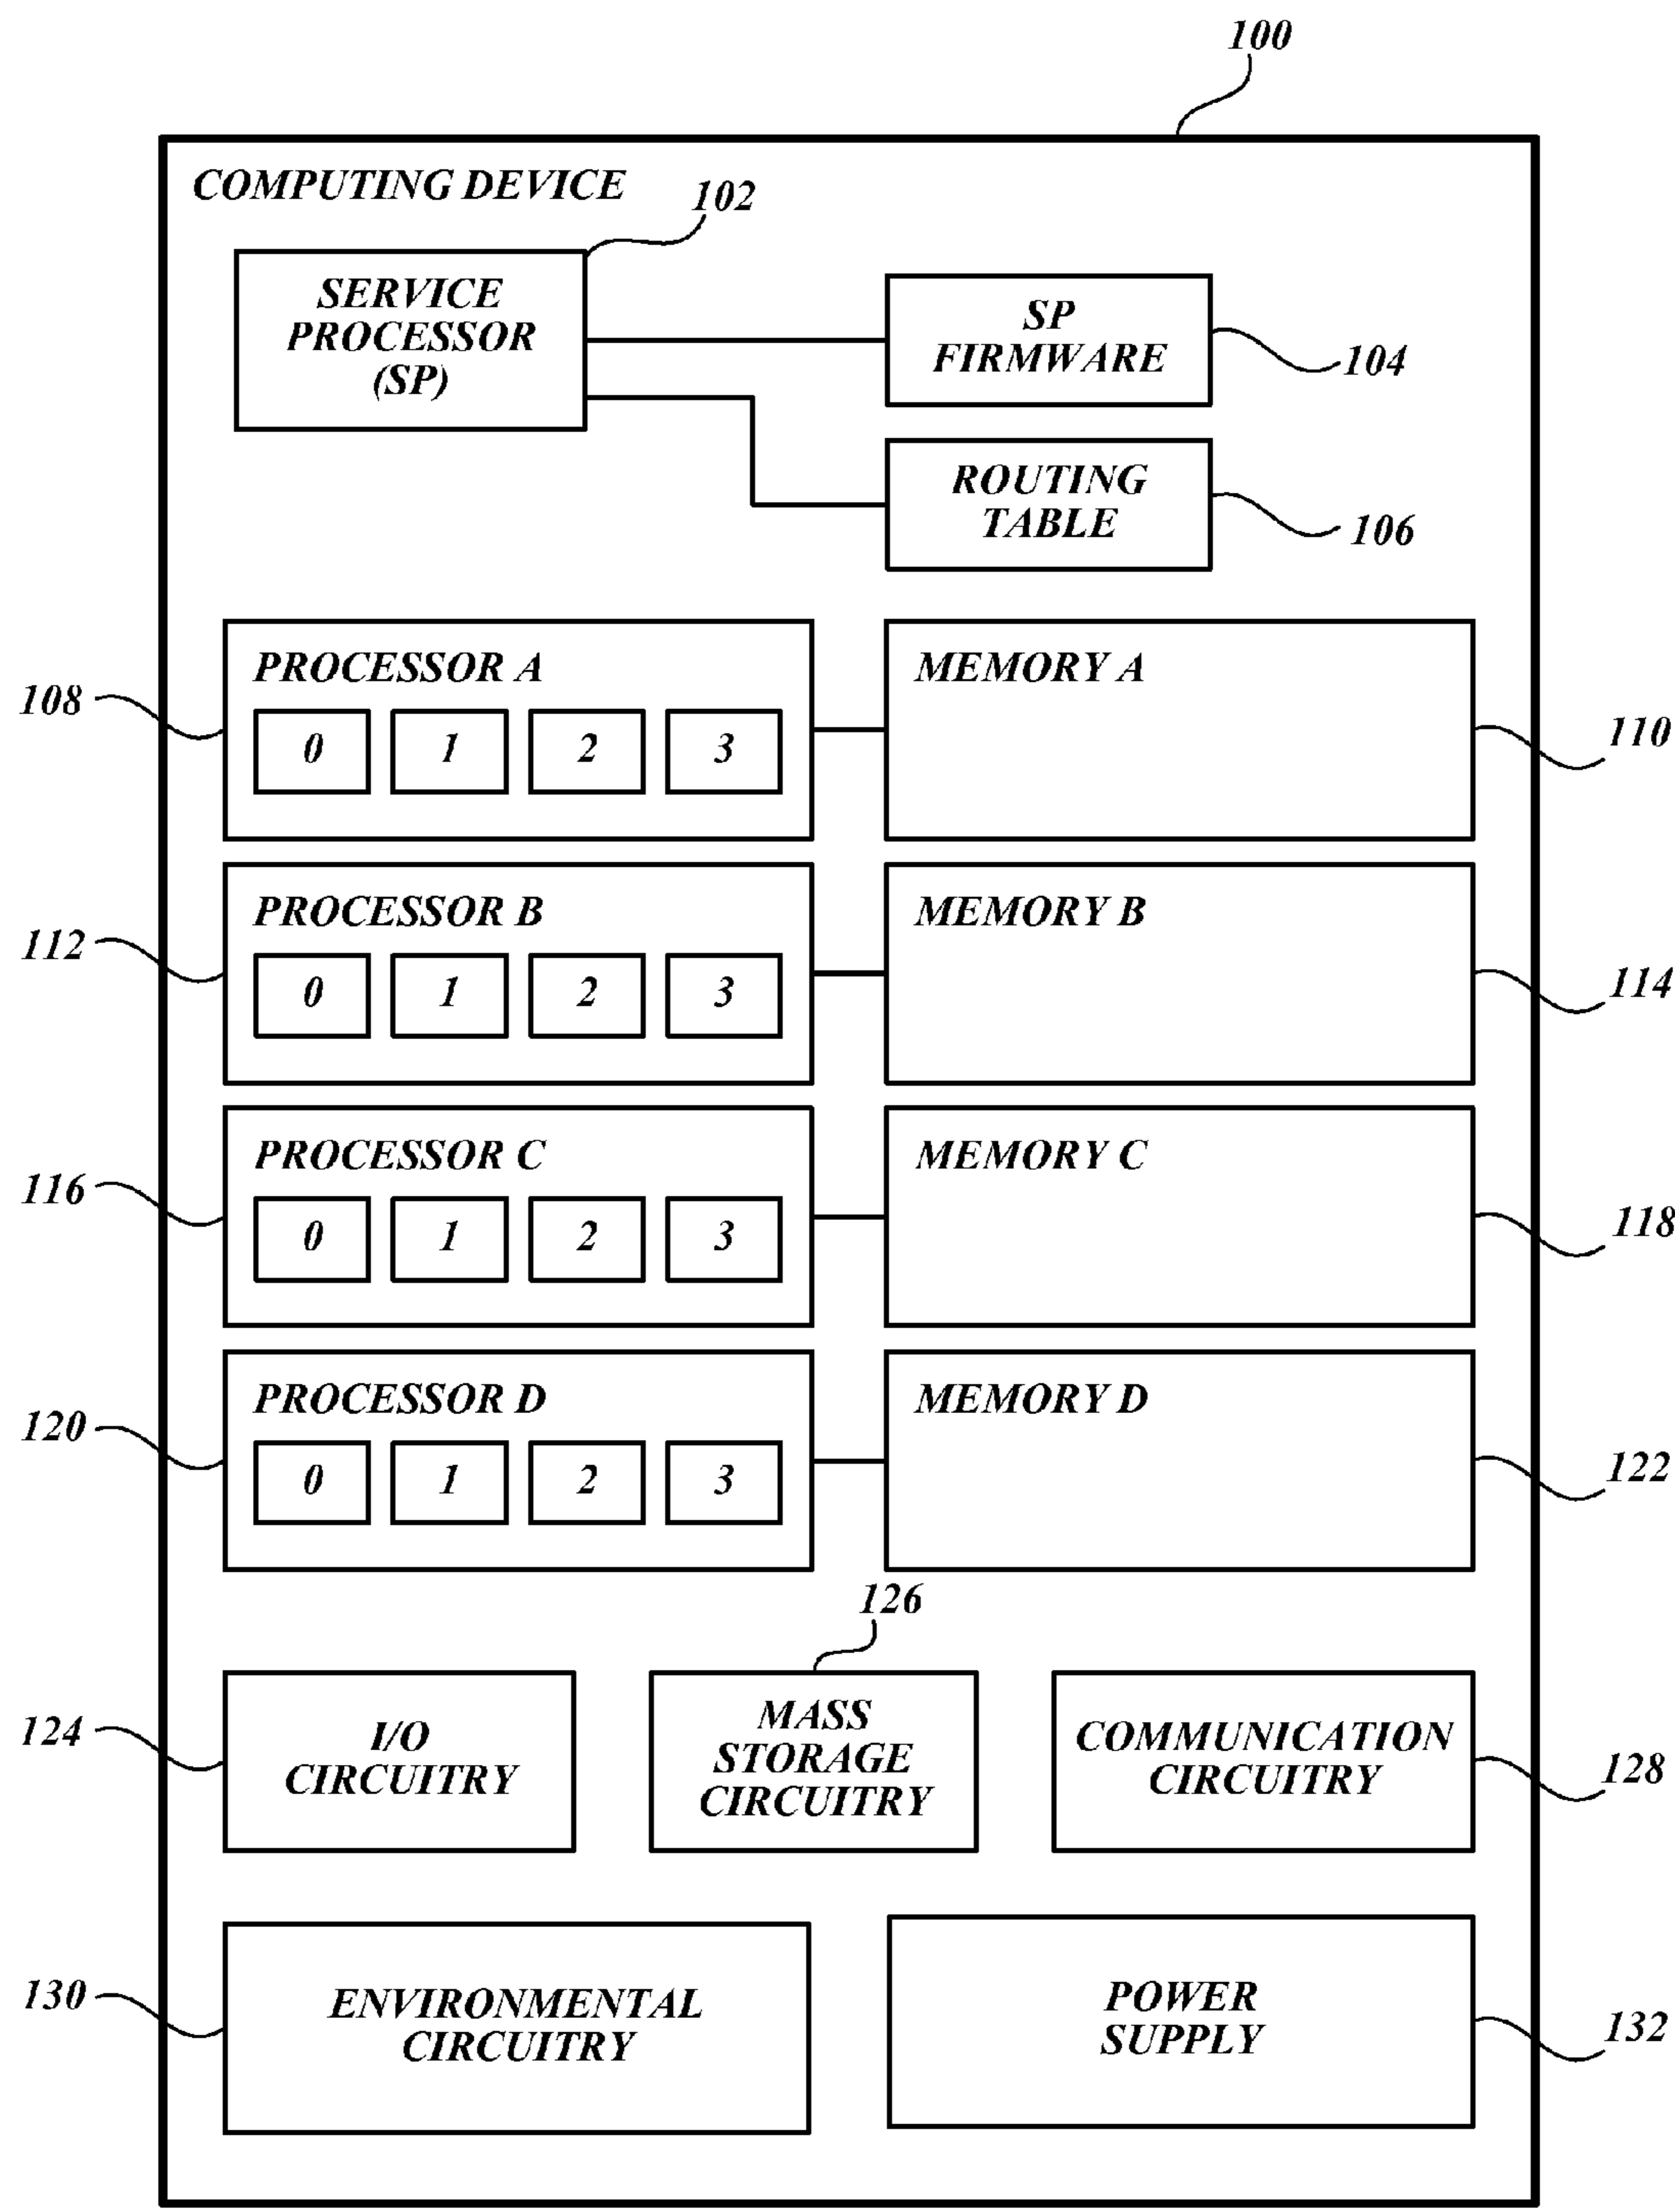 100
COMPUTING DEVICE
102
SERVICE
PROCESSOR
(SP)
SP
FIRMWARE
104
ROUTING
TABLE
106
PROCESSOR A
0 1 2 3
108
MEMORY A
110
PROCESSOR B
0 1 2 3
112
MEMORY B
114
PROCESSOR C
0 1 2 3
116
MEMORY C
118
PROCESSOR D
0 1 2 3
120
MEMORY D
122
126
124
I/O
CIRCUITRY
MASS
STORAGE
CIRCUITRY
COMMUNICATION
CIRCUITRY
128
130
ENVIRONMENTAL
CIRCUITRY
POWER
SUPPLY
132